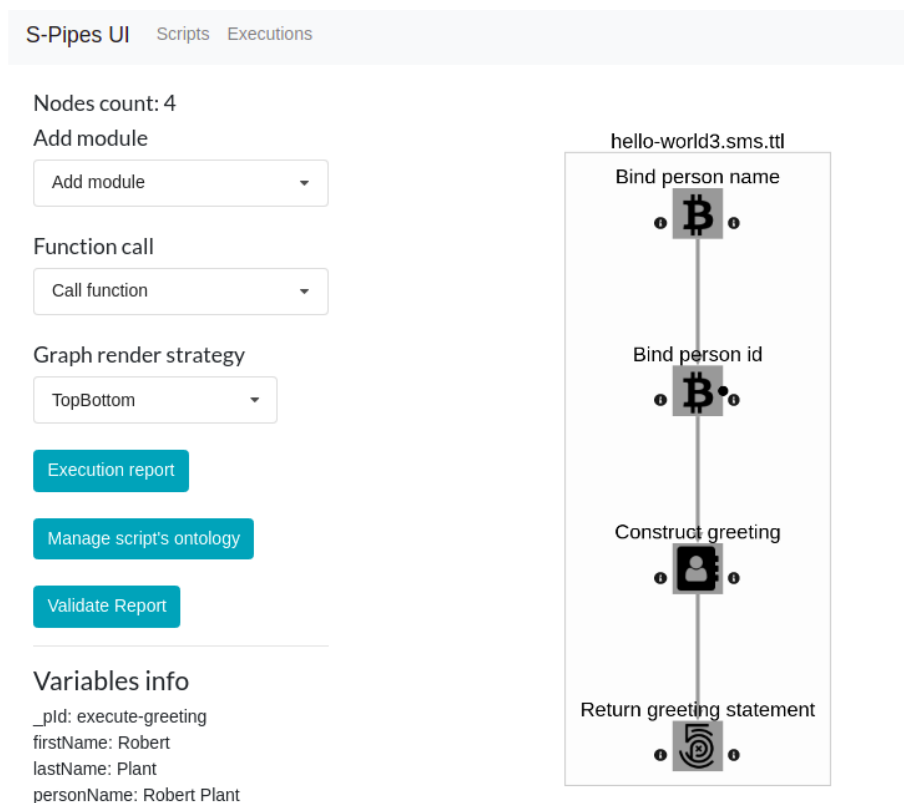 S-Pipes UI Scripts Executions
Nodes count: 4
Add module
Add module
Function call
Call function
Graph render strategy
TopBottom
Execution report
Manage script's ontology
Validate Report
Variables info
_pId: execute-greeting
firstName: Robert
lastName: Plant
personName: Robert Plant
hello-world3.sms.ttl
Bind person name
Bind person id
Construct greeting
Return greeting statement